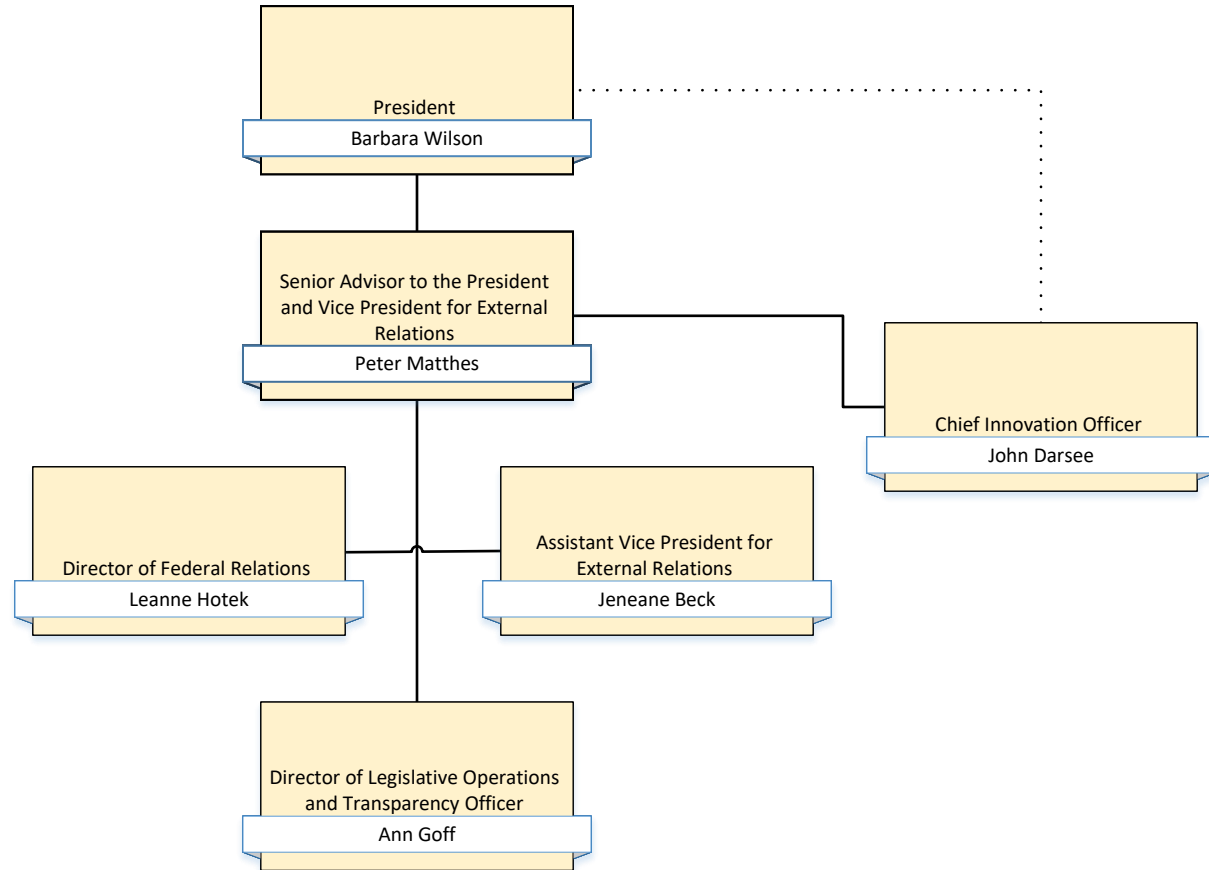 President
Barbara Wilson
Senior Advisor to the President
and Vice President for External
Relations
Peter Matthes
Chief Innovation Officer
John Darsee
Director of Federal Relations
Leanne Hotek
Assistant Vice President for
External Relations
Jeneane Beck
Director of Legislative Operations
and Transparency Officer
Ann Goff